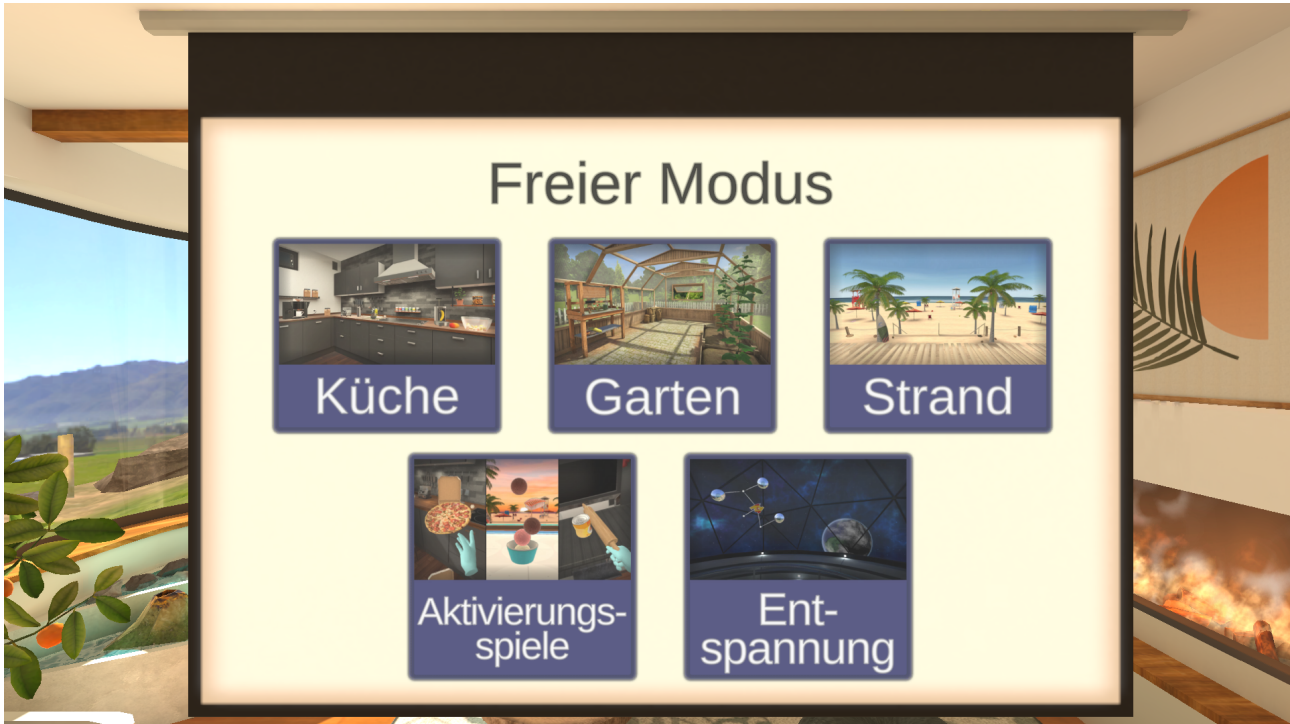 Freier Modus
Küche
Garten
Strand
Aktivierungs-
spiele
Ent-
spannung